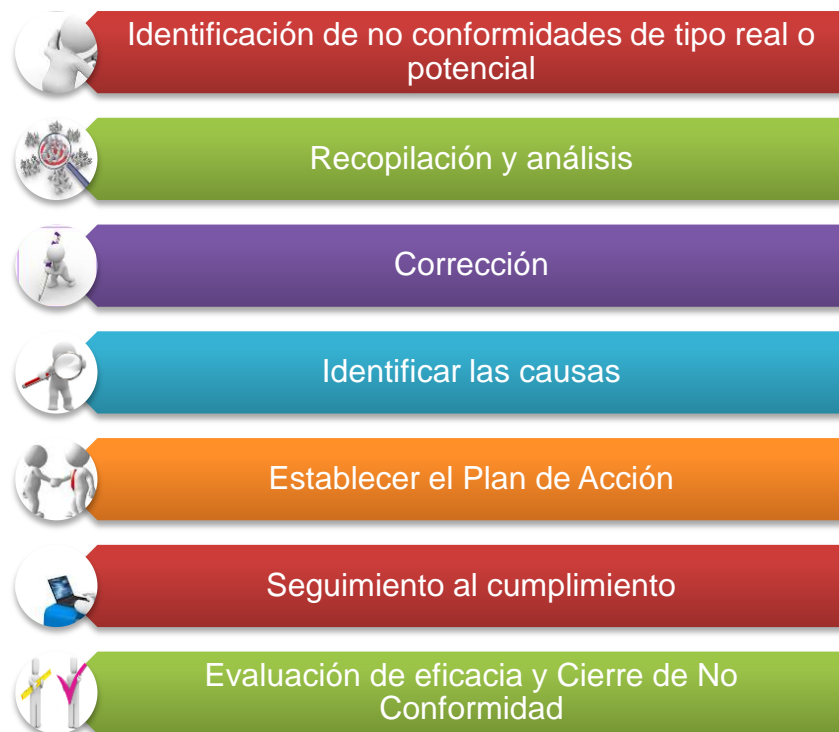 Identificación de no conformidades de tipo real o
potencial
Recopilación y análisis
Corrección
Identificar las causas
Establecer el Plan de Acción
Seguimiento al cumplimiento
Evaluación de eficacia y Cierre de No
Conformidad